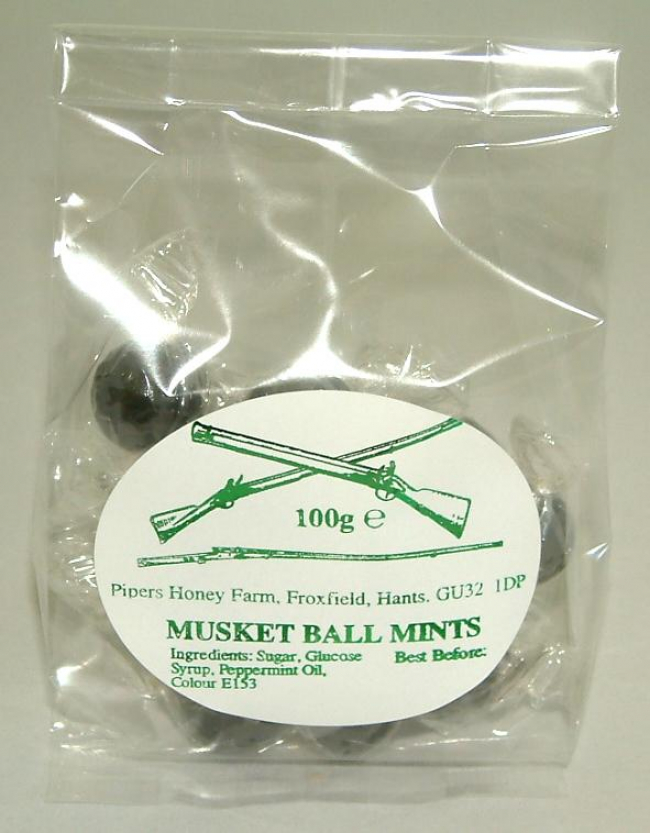 100g ℮
Pipers Honey Farm, Froxfield, Hants. GU32 1DP
MUSKET BALL MINTS
Ingredients: Sugar, Glucose Best Before:
Syrup, Peppermint Oil,
Colour E153